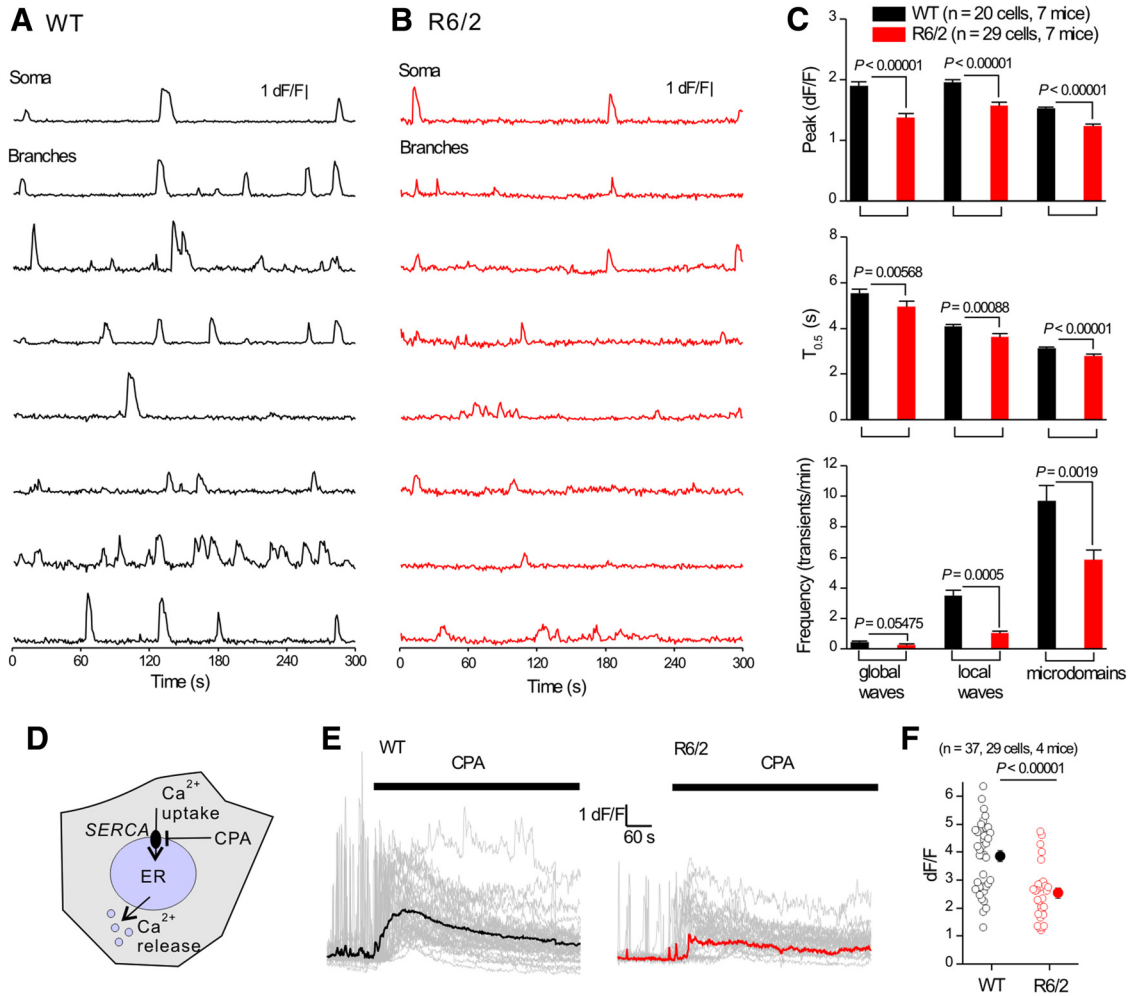 A WT
Soma
1 dF/F
Branches
0 60 120 180 240 300
Time (s)
B R6/2
Soma
1 dF/F
Branches
0 60 120 180 240 300
Time (s)
C
WT (n = 20 cells, 7 mice)
R6/2 (n = 29 cells, 7 mice)
Peak (dF/F)
3
2
1
0
P < 0.00001
P < 0.00001
P < 0.00001
T0.5 (s)
8
6
4
2
0
P = 0.00568
P = 0.00088
P < 0.00001
Frequency (transients/min)
12
10
8
6
4
2
0
P = 0.05475
P = 0.0005
P = 0.0019
global waves
local waves
microdomains
D
Ca2+
uptake
SERCA
CPA
ER
Ca2+
release
E
WT
CPA
1 dF/F
60 s
R6/2
CPA
F
(n = 37, 29 cells, 4 mice)
P < 0.00001
dF/F
6
5
4
3
2
1
0
WT R6/2